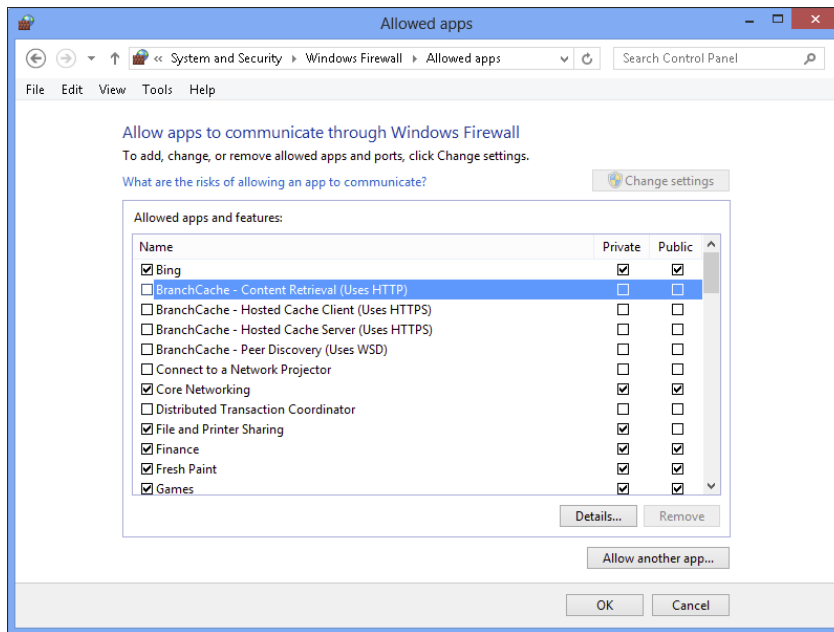 Allowed apps
« System and Security Windows Firewall Allowed apps Search Control Panel
File Edit View Tools Help
Allow apps to communicate through Windows Firewall
To add, change, or remove allowed apps and ports, click Change settings.
What are the risks of allowing an app to communicate? Change settings
Allowed apps and features:
Name Private Public
Bing
BranchCache - Content Retrieval (Uses HTTP)
BranchCache - Hosted Cache Client (Uses HTTPS)
BranchCache - Hosted Cache Server (Uses HTTPS)
BranchCache - Peer Discovery (Uses WSD)
Connect to a Network Projector
Core Networking
Distributed Transaction Coordinator
File and Printer Sharing
Finance
Fresh Paint
Games
Details... Remove
Allow another app...
OK Cancel